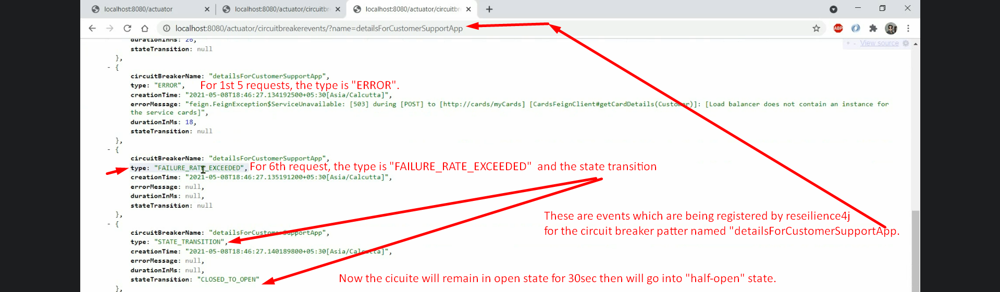 localhost:8080/actuator
localhost:8080/actuator/circuitbr
localhost:8080/actuator/circuitbr
localhost:8080/actuator/circuitbreakerevents/?name=detailsForCustomerSupportApp
ABP
+ - View source
durationInMs: 26,
stateTransition: null
},
- {
circuitBreakerName: "detailsForCustomerSupportApp",
type: "ERROR", For 1st 5 requests, the type is "ERROR".
creationTime: "2021-05-08T18:46:27.134192500+05:30[Asia/Calcutta]",
errorMessage: "feign.FeignException$ServiceUnavailable: [503] during [POST] to [http://cards/myCards] [CardsFeignClient#getCardDetails(Customer)]: [Load balancer does not contain an instance for
the service cards]",
durationInMs: 18,
stateTransition: null
},
- {
circuitBreakerName: "detailsForCustomerSupportApp",
type: "FAILURE_RATE_EXCEEDED", For 6th request, the type is "FAILURE_RATE_EXCEEDED" and the state transition
creationTime: "2021-05-08T18:46:27.135191200+05:30[Asia/Calcutta]",
errorMessage: null,
durationInMs: null,
stateTransition: null
},
These are events which are being registered by reseilience4j
for the circuit breaker patter named "detailsForCustomerSupportApp.
- {
circuitBreakerName: "detailsForCustomerSupportApp",
type: "STATE_TRANSITION",
creationTime: "2021-05-08T18:46:27.140189800+05:30[Asia/Calcutta]",
errorMessage: null,
durationInMs: null,
stateTransition: "CLOSED_TO_OPEN"
Now the cicuite will remain in open state for 30sec then will go into "half-open" state.
},